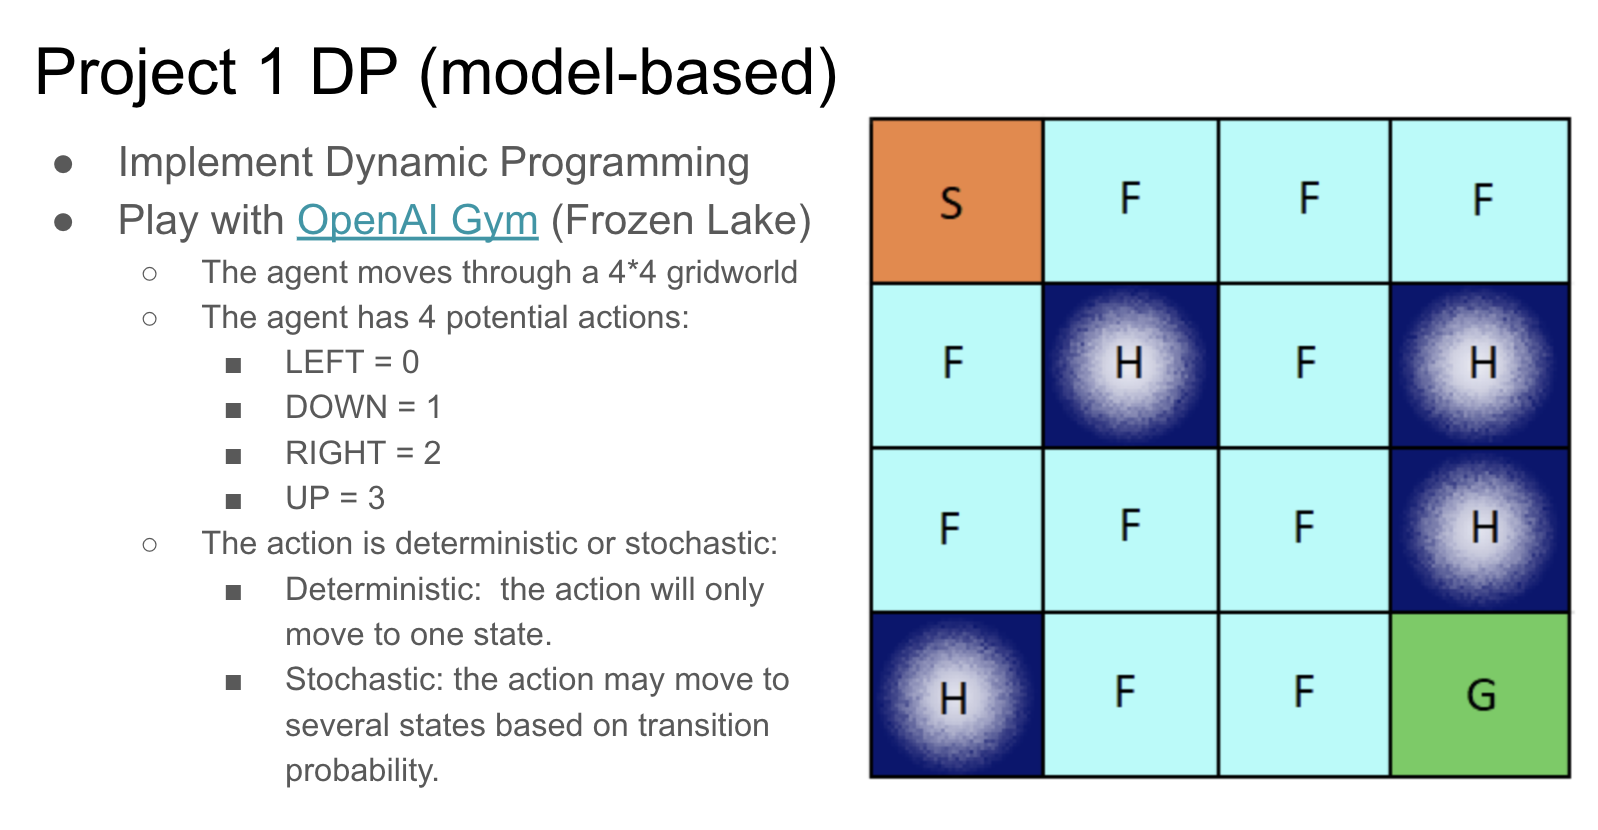 Project 1 DP (model-based)
● Implement Dynamic Programming
● Play with OpenAI Gym (Frozen Lake)
○ The agent moves through a 4*4 gridworld
○ The agent has 4 potential actions:
■ LEFT = 0
■ DOWN = 1
■ RIGHT = 2
■ UP = 3
○ The action is deterministic or stochastic:
■ Deterministic:  the action will only
move to one state.
■ Stochastic: the action may move to
several states based on transition
probability.
S F F F
F H F H
F F F H
H F F G